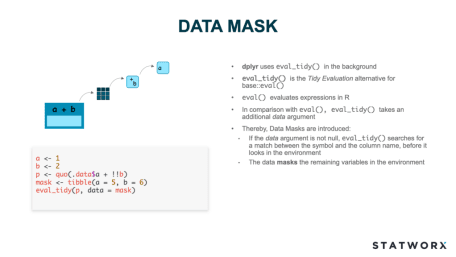 DATA MASK
a
+
b
a + b
a <- 1
b <- 2
p <- quo(.data$a + !!b)
mask <- tibble(a = 5, b = 6)
eval_tidy(p, data = mask)
• dplyr uses eval_tidy() in the background
• eval_tidy() is the Tidy Evaluation alternative for
base::eval()
• eval() evaluates expressions in R
• In comparison with eval(), eval_tidy() takes an
additional data argument
• Thereby, Data Masks are introduced:
• If the data argument is not null, eval_tidy() searches for
a match between the symbol and the column name, before it
looks in the environment
• The data masks the remaining variables in the environment
STATWORX